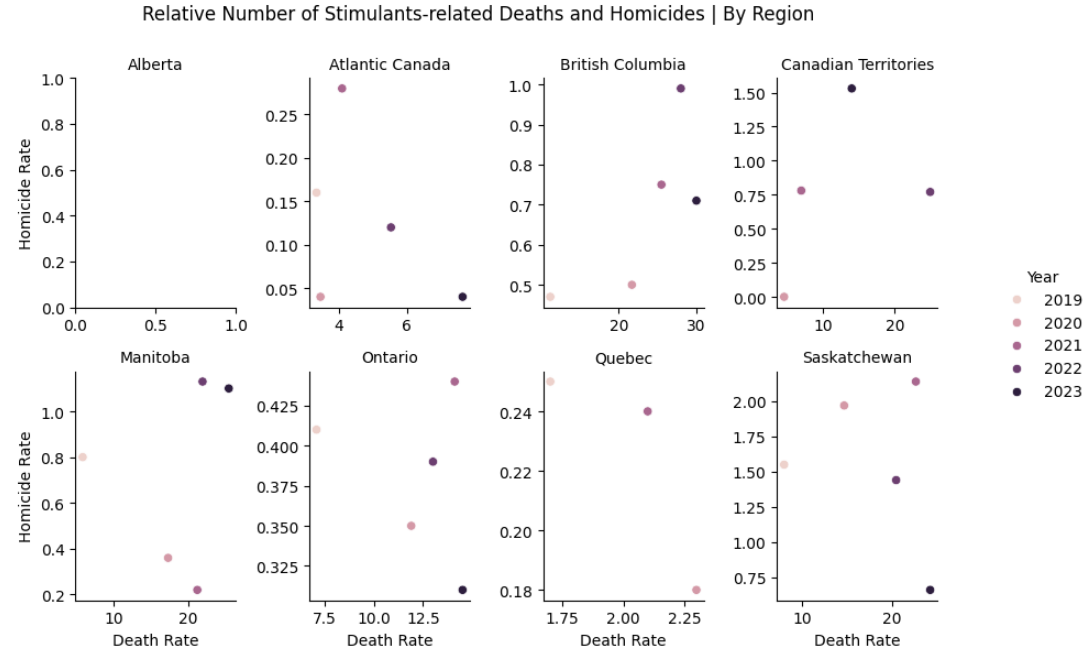 Relative Number of Stimulants-related Deaths and Homicides | By Region
Alberta
Atlantic Canada
British Columbia
Canadian Territories
Homicide Rate
1.0
0.8
0.6
0.4
0.2
0.0
0.0 0.5 1.0
0.25
0.20
0.15
0.10
0.05
4 6
1.0
0.9
0.8
0.7
0.6
0.5
20 30
1.50
1.25
1.00
0.75
0.50
0.25
0.00
10 20
Year
2019
2020
2021
2022
2023
Manitoba
Ontario
Quebec
Saskatchewan
Homicide Rate
1.0
0.8
0.6
0.4
0.2
10 20
Death Rate
0.425
0.400
0.375
0.350
0.325
7.5 10.0 12.5
Death Rate
0.24
0.22
0.20
0.18
1.75 2.00 2.25
Death Rate
2.00
1.75
1.50
1.25
1.00
0.75
10 20
Death Rate